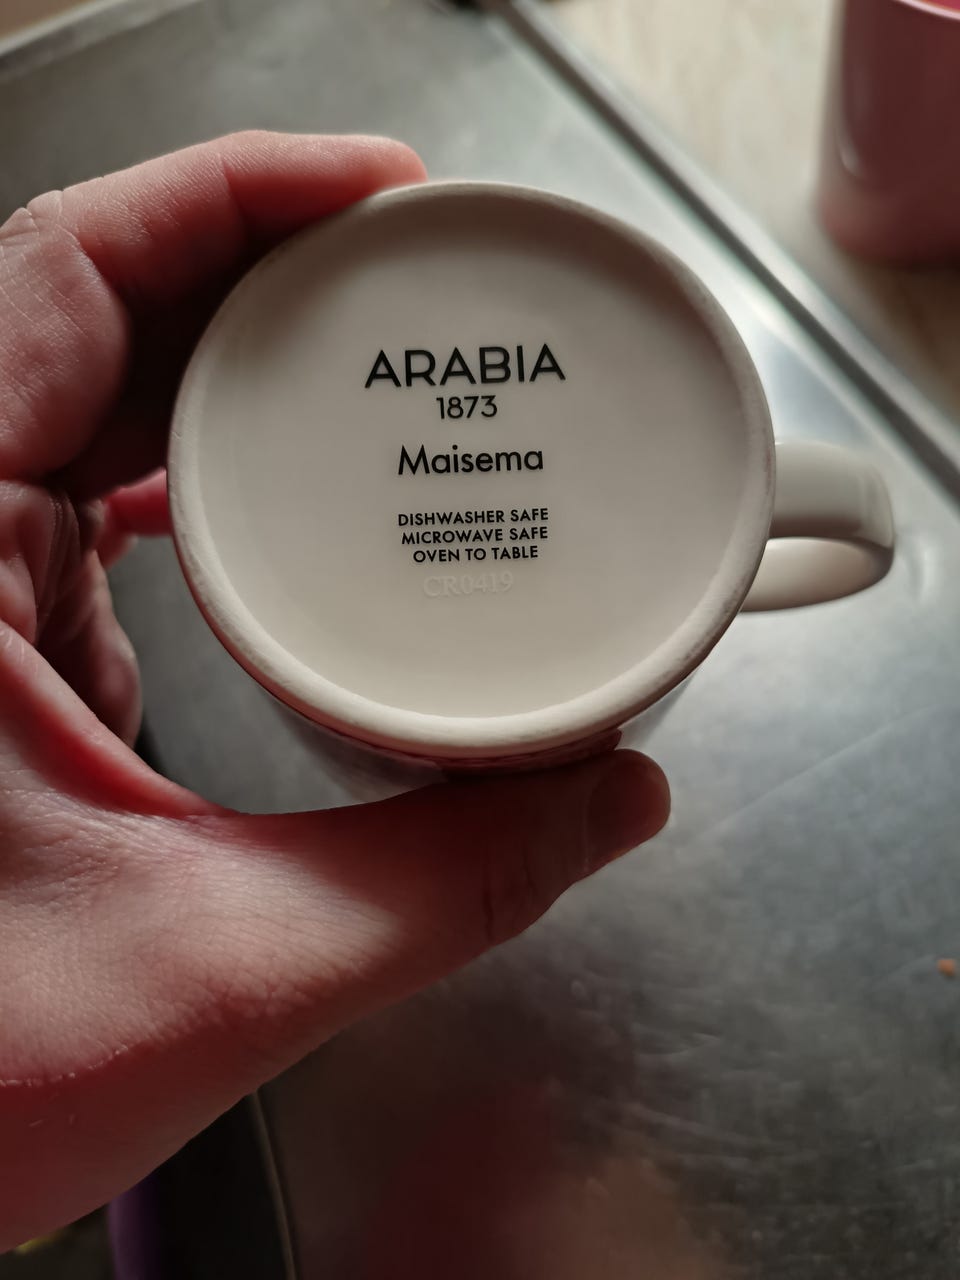 ARABIA
1873
Maisema
DISHWASHER SAFE
MICROWAVE SAFE
OVEN TO TABLE
CR0419